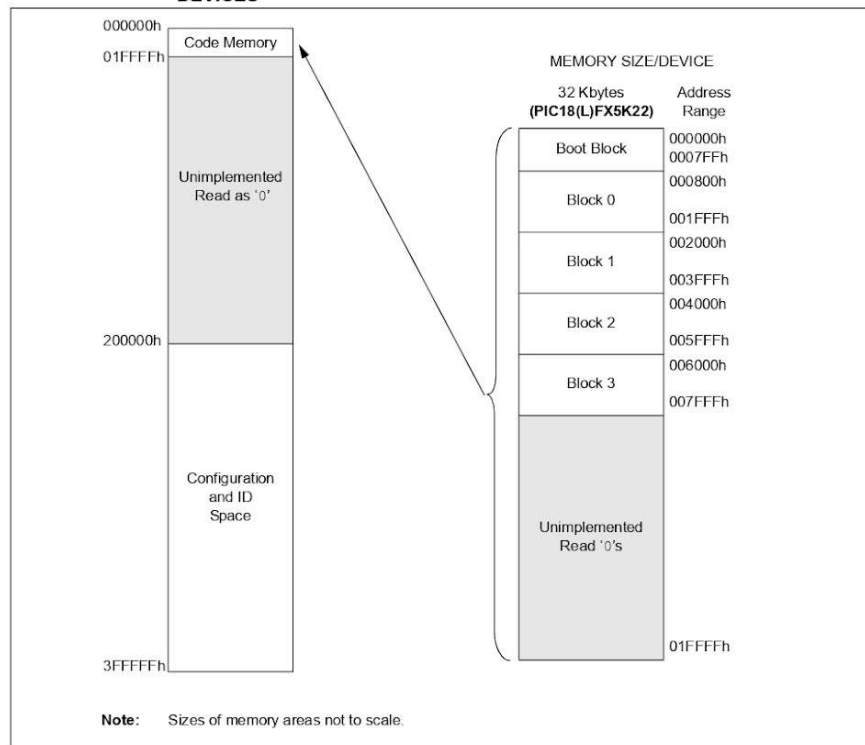 DEVICES
000000h
Code Memory
01FFFFh
Unimplemented
Read as '0'
200000h
Configuration
and ID
Space
3FFFFFh
MEMORY SIZE/DEVICE
32 Kbytes
(PIC18(L)FX5K22)
Address
Range
Boot Block
000000h
0007FFh
Block 0
000800h
001FFFh
Block 1
002000h
003FFFh
Block 2
004000h
005FFFh
Block 3
006000h
007FFFh
Unimplemented
Read '0's
01FFFFh
Note: Sizes of memory areas not to scale.